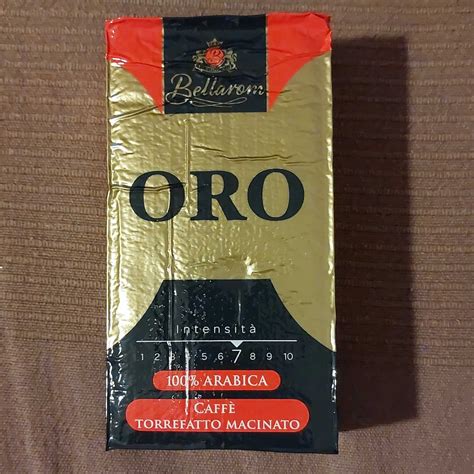 Bellarom
ORO
Intensità
1 2 3 4 5 6 7 8 9 10
100% ARABICA
CAFFÈ
TORREFATTO MACINATO